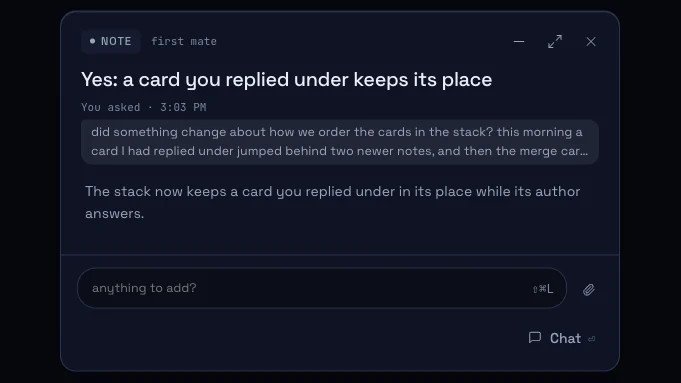 NOTE first mate
Yes: a card you replied under keeps its place
You asked · 3:03 PM
did something change about how we order the cards in the stack? this morning a
card I had replied under jumped behind two newer notes, and then the merge car...
The stack now keeps a card you replied under in its place while its author
answers.
anything to add? ⇧⌘L
Chat ⏎